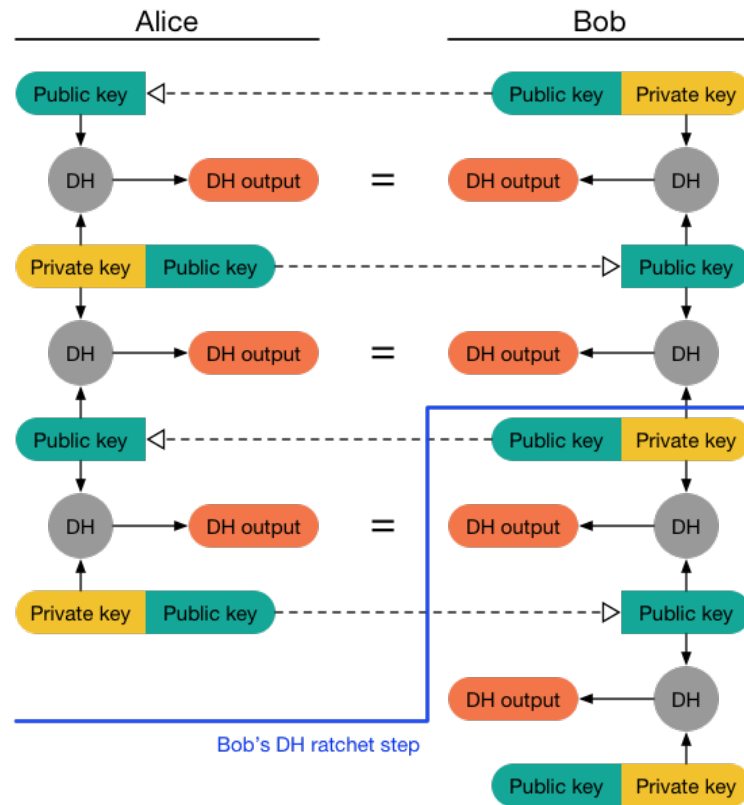 Alice Bob
Public key Public key Private key
DH DH output = DH output DH
Private key Public key Public key
DH DH output = DH output DH
Public key Public key Private key
DH DH output = DH output DH
Private key Public key Public key
DH output DH
Bob's DH ratchet step
Public key Private key